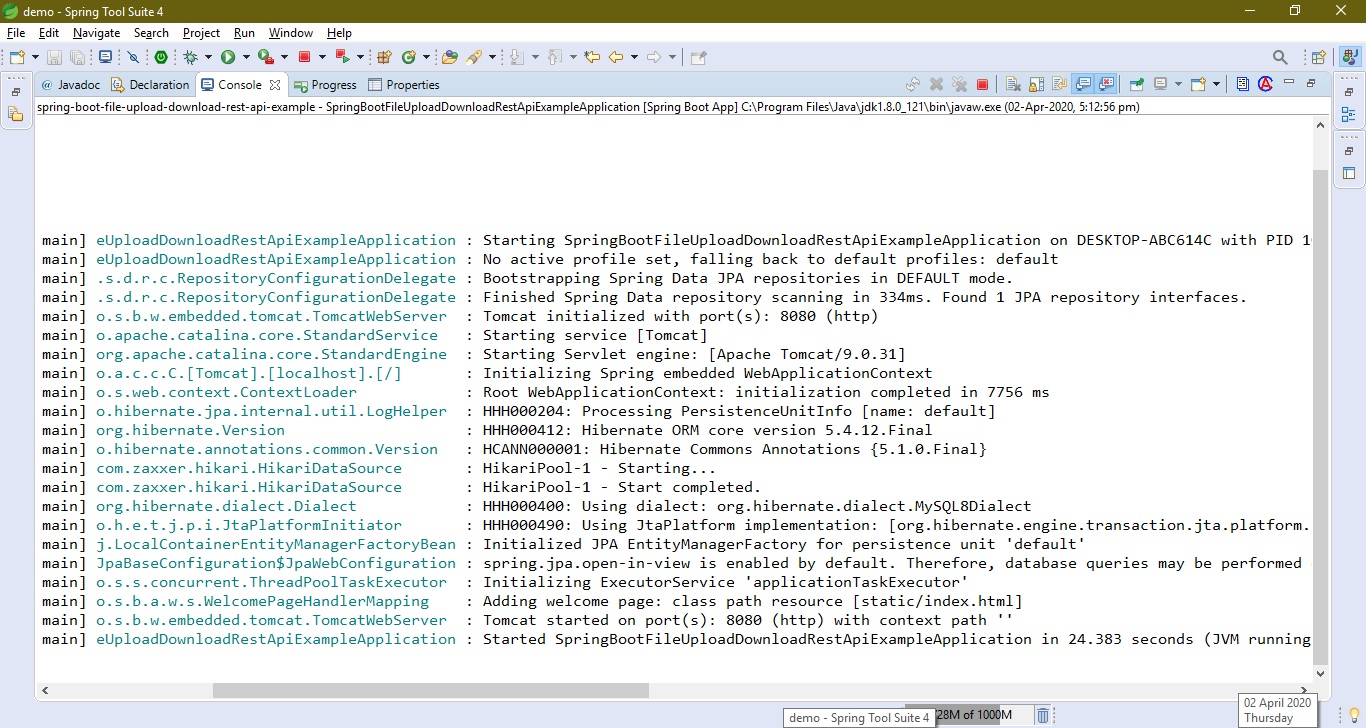 demo - Spring Tool Suite 4
File Edit Navigate Search Project Run Window Help
@ Javadoc Declaration Console Progress Properties
spring-boot-file-upload-download-rest-api-example - SpringBootFileUploadDownloadRestApiExampleApplication [Spring Boot App] C:\Program Files\Java\jdk1.8.0_121\bin\javaw.exe (02-Apr-2020, 5:12:56 pm)
main] eUploadDownloadRestApiExampleApplication : Starting SpringBootFileUploadDownloadRestApiExampleApplication on DESKTOP-ABC614C with PID 1
main] eUploadDownloadRestApiExampleApplication : No active profile set, falling back to default profiles: default
main] .s.d.r.c.RepositoryConfigurationDelegate : Bootstrapping Spring Data JPA repositories in DEFAULT mode.
main] .s.d.r.c.RepositoryConfigurationDelegate : Finished Spring Data repository scanning in 334ms. Found 1 JPA repository interfaces.
main] o.s.b.w.embedded.tomcat.TomcatWebServer : Tomcat initialized with port(s): 8080 (http)
main] o.apache.catalina.core.StandardService : Starting service [Tomcat]
main] org.apache.catalina.core.StandardEngine : Starting Servlet engine: [Apache Tomcat/9.0.31]
main] o.a.c.c.C.[Tomcat].[localhost].[/] : Initializing Spring embedded WebApplicationContext
main] o.s.web.context.ContextLoader : Root WebApplicationContext: initialization completed in 7756 ms
main] o.hibernate.jpa.internal.util.LogHelper : HHH000204: Processing PersistenceUnitInfo [name: default]
main] org.hibernate.Version : HHH000412: Hibernate ORM core version 5.4.12.Final
main] o.hibernate.annotations.common.Version : HCANN000001: Hibernate Commons Annotations {5.1.0.Final}
main] com.zaxxer.hikari.HikariDataSource : HikariPool-1 - Starting...
main] com.zaxxer.hikari.HikariDataSource : HikariPool-1 - Start completed.
main] org.hibernate.dialect.Dialect : HHH000400: Using dialect: org.hibernate.dialect.MySQL8Dialect
main] o.h.e.t.j.p.i.JtaPlatformInitiator : HHH000490: Using JtaPlatform implementation: [org.hibernate.engine.transaction.jta.platform.
main] j.LocalContainerEntityManagerFactoryBean : Initialized JPA EntityManagerFactory for persistence unit 'default'
main] JpaBaseConfiguration$JpaWebConfiguration : spring.jpa.open-in-view is enabled by default. Therefore, database queries may be performed
main] o.s.s.concurrent.ThreadPoolTaskExecutor : Initializing ExecutorService 'applicationTaskExecutor'
main] o.s.b.a.w.s.WelcomePageHandlerMapping : Adding welcome page: class path resource [static/index.html]
main] o.s.b.w.embedded.tomcat.TomcatWebServer : Tomcat started on port(s): 8080 (http) with context path ''
main] eUploadDownloadRestApiExampleApplication : Started SpringBootFileUploadDownloadRestApiExampleApplication in 24.383 seconds (JVM running
demo - Spring Tool Suite 4 28M of 1000M
02 April 2020
Thursday